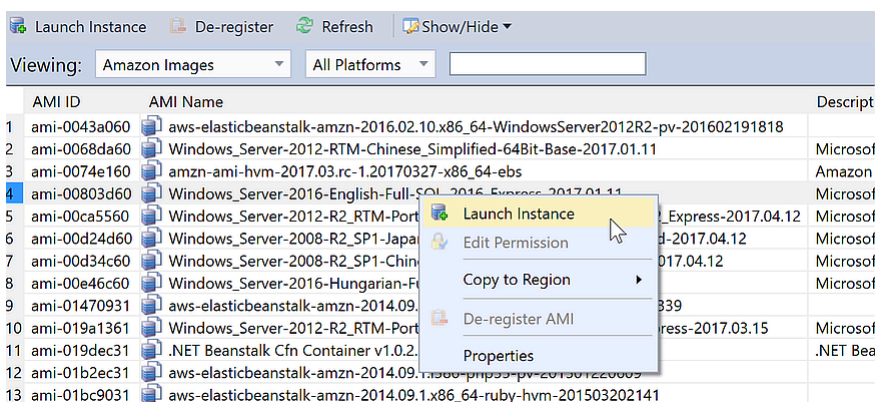 Launch Instance De-register Refresh Show/Hide
Viewing: Amazon Images All Platforms
AMI ID AMI Name Descript
1 ami-0043a060 aws-elasticbeanstalk-amzn-2016.02.10.x86_64-WindowsServer2012R2-pv-201602191818
2 ami-0068da60 Windows_Server-2012-RTM-Chinese_Simplified-64Bit-Base-2017.01.11 Microsof
3 ami-0074e160 amzn-ami-hvm-2017.03.rc-1.20170327-x86_64-ebs Amazon
4 ami-00803d60 Windows_Server-2016-English-Full-SQL_2016_Express-2017.01.11 Microsof
Launch Instance
5 ami-00ca5560 Windows_Server-2012-R2_RTM-Port _Express-2017.04.12 Microsof
6 ami-00d24d60 Windows_Server-2008-R2_SP1-Japa d-2017.04.12 Microsof
Edit Permission
7 ami-00d34c60 Windows_Server-2008-R2_SP1-Chin 017.04.12 Microsof
Copy to Region
8 ami-00e46c60 Windows_Server-2016-Hungarian-Fu Microsof
9 ami-01470931 aws-elasticbeanstalk-amzn-2014.09. 339
De-register AMI
10 ami-019a1361 Windows_Server-2012-R2_RTM-Port ress-2017.03.15 Microsof
11 ami-019dec31 .NET Beanstalk Cfn Container v1.0.2. .NET Bea
Properties
12 ami-01b2ec31 aws-elasticbeanstalk-amzn-2014.09.1.i386-php55-pv-201501220609
13 ami-01bc9031 aws-elasticbeanstalk-amzn-2014.09.1.x86_64-ruby-hvm-201503202141